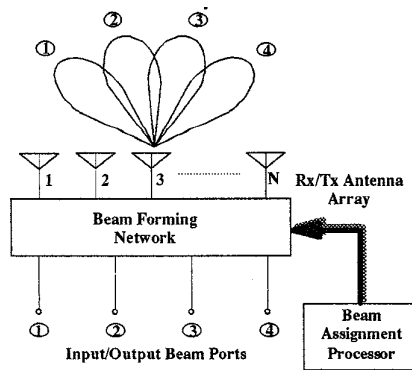 ②
③
①
④
1
2
3
N
Rx/Tx Antenna
Array
Beam Forming
Network
①
②
③
④
Input/Output Beam Ports
Beam
Assignment
Processor